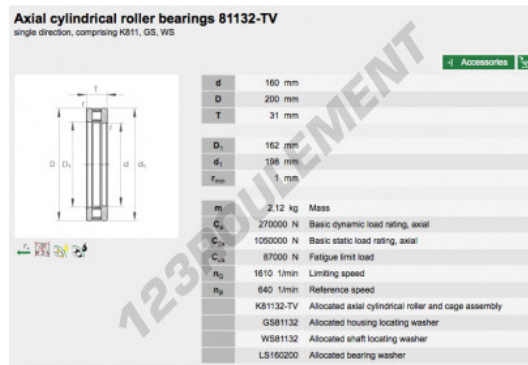 Axial cylindrical roller bearings 81132-TV
single direction, comprising K811, GS, WS
Accessories
d 160 mm
D 200 mm
T 31 mm
D₁ 162 mm
d₁ 198 mm
r_min 1 mm
m 2,12 kg Mass
Cₐ 270000 N Basic dynamic load rating, axial
C₀ₐ 1050000 N Basic static load rating, axial
Cᵤₐ 87000 N Fatigue limit load
n_G 1610 1/min Limiting speed
n_B 640 1/min Reference speed
K81132-TV Allocated axial cylindrical roller and cage assembly
GS81132 Allocated housing locating washer
WS81132 Allocated shaft locating washer
LS160200 Allocated bearing washer
T
r
r
D D₁ d d₁
123ROULEMENT